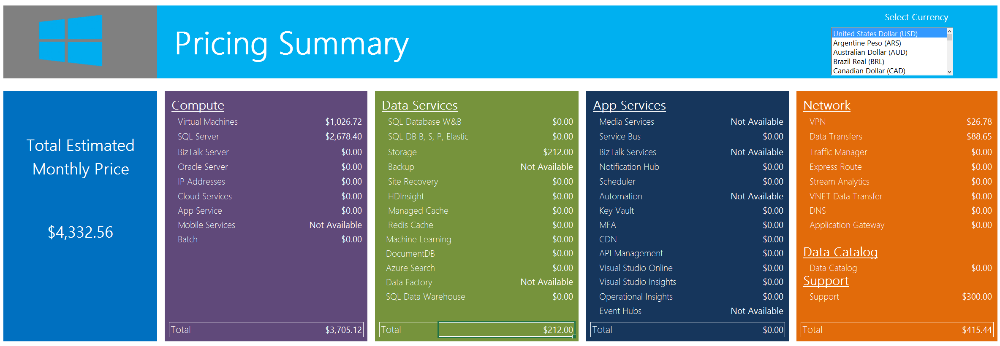 Pricing Summary
Select Currency
United States Dollar (USD)
Argentine Peso (ARS)
Australian Dollar (AUD)
Brazil Real (BRL)
Canadian Dollar (CAD)
Total Estimated
Monthly Price
$4,332.56
Compute
Virtual Machines $1,026.72
SQL Server $2,678.40
BizTalk Server $0.00
Oracle Server $0.00
IP Addresses $0.00
Cloud Services $0.00
App Service $0.00
Mobile Services Not Available
Batch $0.00
Total $3,705.12
Data Services
SQL Database W&B $0.00
SQL DB B, S, P, Elastic $0.00
Storage $212.00
Backup Not Available
Site Recovery $0.00
HDInsight $0.00
Managed Cache $0.00
Redis Cache $0.00
Machine Learning $0.00
DocumentDB $0.00
Azure Search $0.00
Data Factory Not Available
SQL Data Warehouse $0.00
Total $212.00
App Services
Media Services Not Available
Service Bus $0.00
BizTalk Services Not Available
Notification Hub $0.00
Scheduler $0.00
Automation Not Available
Key Vault $0.00
MFA $0.00
CDN $0.00
API Management $0.00
Visual Studio Online $0.00
Visual Studio Insights $0.00
Operational Insights $0.00
Event Hubs Not Available
Total $0.00
Network
VPN $26.78
Data Transfers $88.65
Traffic Manager $0.00
Express Route $0.00
Stream Analytics $0.00
VNET Data Transfer $0.00
DNS $0.00
Application Gateway $0.00
Data Catalog
Data Catalog $0.00
Support
Support $300.00
Total $415.44